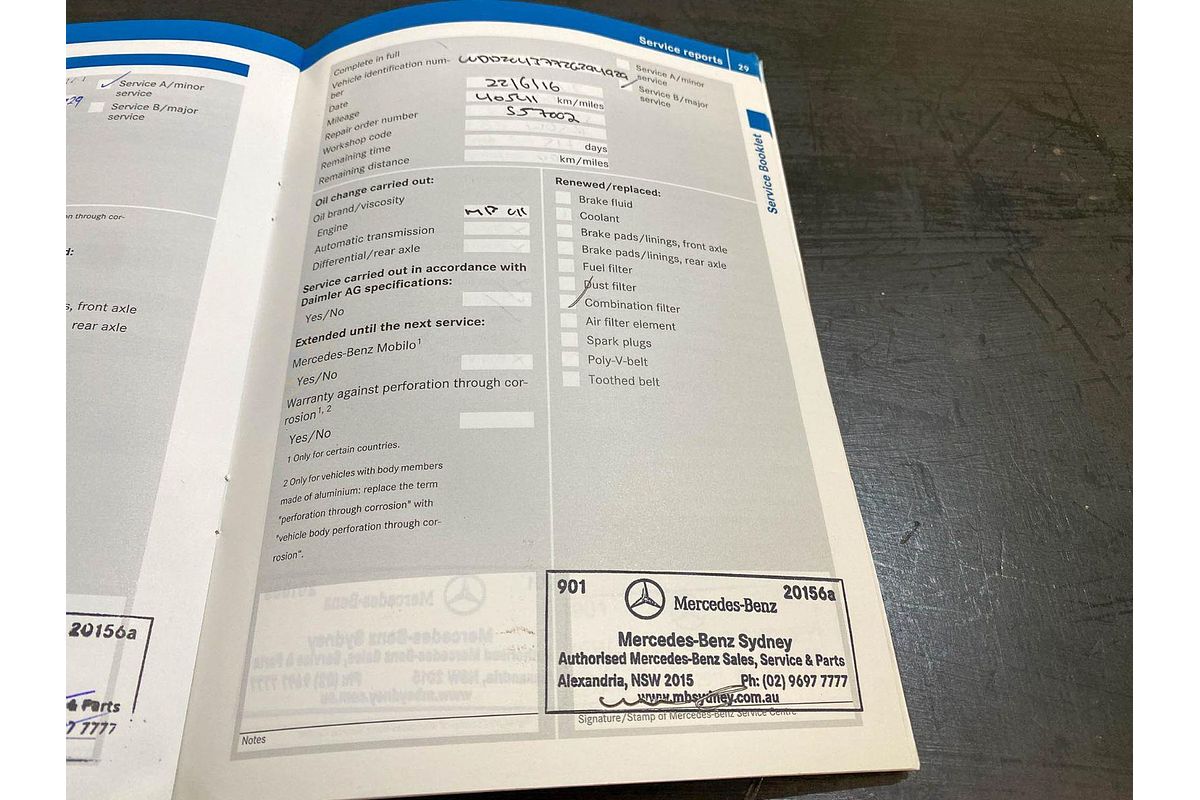 Service A/minor
service
Service B/major
service
n through cor-
d:
s, front axle
rear axle
20156a
& Parts
7 7777
Service reports 29
Service Booklet
Complete in full
Vehicle identification num-
ber
Service A/minor
service
Service B/major
service
Date 22/6/16
Mileage 40541 km/miles
Repair order number 557002
Workshop code
Remaining time days
Remaining distance km/miles
Oil change carried out:
Oil brand/viscosity
Engine
Automatic transmission
Differential/rear axle
Service carried out in accordance with
Daimler AG specifications:
Yes/No
Extended until the next service:
Mercedes-Benz Mobilo1
Yes/No
Warranty against perforation through cor-
rosion1, 2
Yes/No
1 Only for certain countries.
2 Only for vehicles with body members
made of aluminium: replace the term
"perforation through corrosion" with
"vehicle body perforation through cor-
rosion".
Renewed/replaced:
Brake fluid
Coolant
Brake pads/linings, front axle
Brake pads/linings, rear axle
Fuel filter
Dust filter
Combination filter
Air filter element
Spark plugs
Poly-V-belt
Toothed belt
901 Mercedes-Benz 20156a
Mercedes-Benz Sydney
Authorised Mercedes-Benz Sales, Service & Parts
Alexandria, NSW 2015 Ph: (02) 9697 7777
www.mbsydney.com.au
Signature/Stamp of Mercedes-Benz Service Centre
Notes